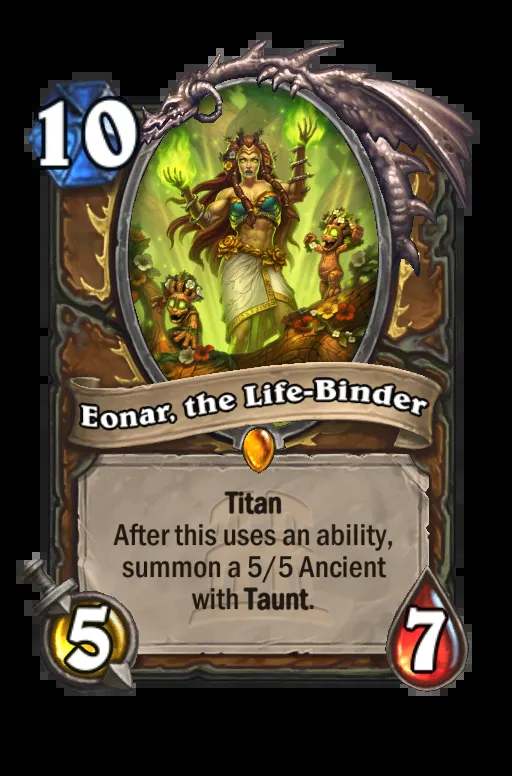 10
Eonar, the Life-Binder
Titan
After this uses an ability,
summon a 5/5 Ancient
with Taunt.
5
7